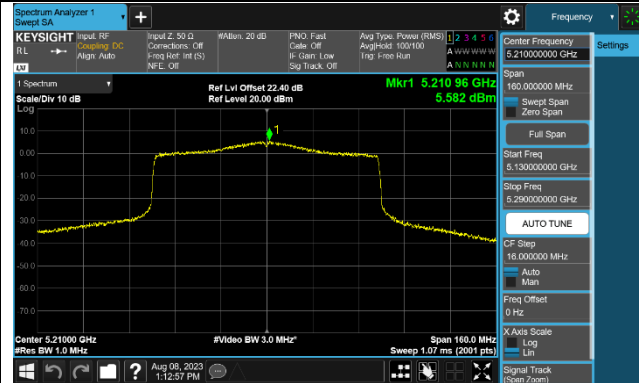 Spectrum Analyzer 1
Swept SA
Frequency
KEYSIGHT
RL
Input: RF
Coupling: DC
Align: Auto
Input Z: 50 Ω
Corrections: Off
Freq Ref: Int (S)
NFE: Off
#Atten: 20 dB
PNO: Fast
Gate: Off
IF Gain: Low
Sig Track: Off
Avg Type: Power (RMS)
Avg|Hold: 100/100
Trig: Free Run
1 2 3 4 5 6
A W W W W W
A N N N N N
LXI
1 Spectrum
Scale/Div 10 dB
Ref Lvl Offset 22.40 dB
Ref Level 20.00 dBm
Mkr1 5.210 96 GHz
5.582 dBm
Log
1
10.0
0.00
-10.0
-20.0
-30.0
-40.0
-50.0
-60.0
-70.0
Center 5.21000 GHz
#Res BW 1.0 MHz
#Video BW 3.0 MHz*
Span 160.0 MHz
Sweep 1.07 ms (2001 pts)
Aug 08, 2023
1:12:57 PM
Center Frequency
5.210000000 GHz
Settings
Span
160.000000 MHz
Swept Span
Zero Span
Full Span
Start Freq
5.130000000 GHz
Stop Freq
5.290000000 GHz
AUTO TUNE
CF Step
16.000000 MHz
Auto
Man
Freq Offset
0 Hz
X Axis Scale
Log
Lin
Signal Track
(Span Zoom)